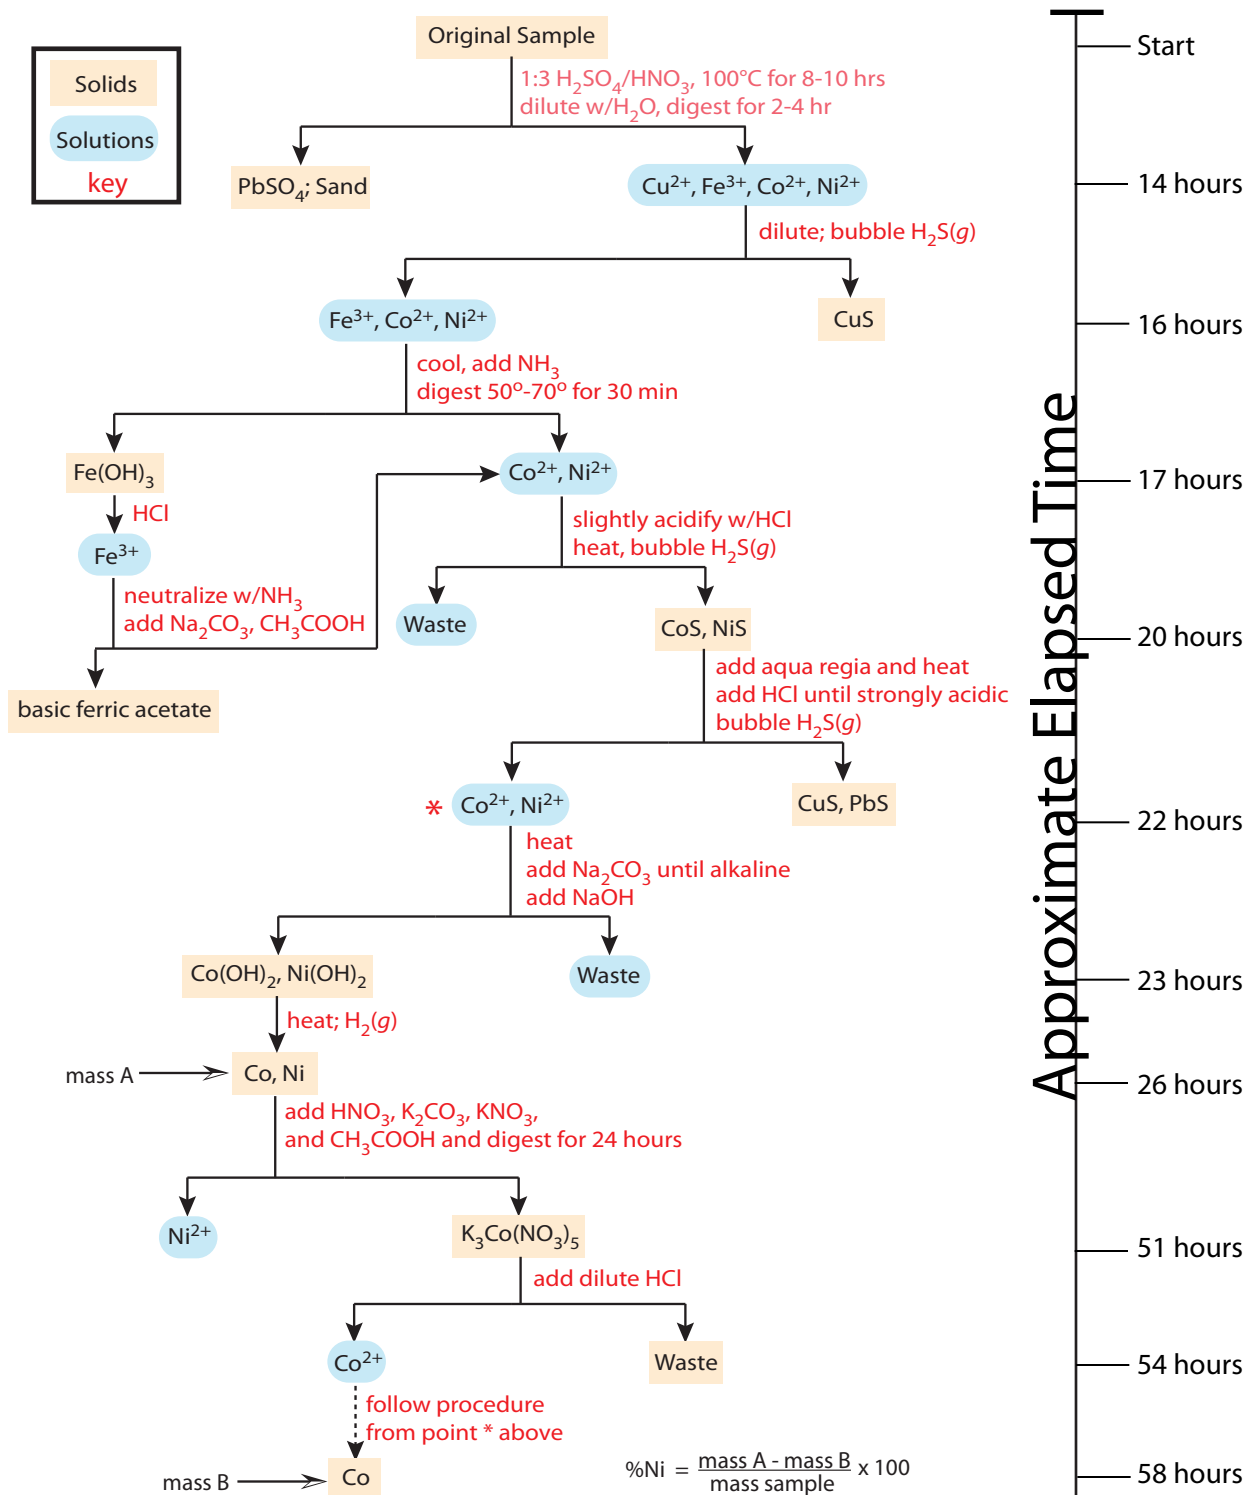 Original Sample
Start
Solids
Solutions
key
1:3 H₂SO₄/HNO₃, 100°C for 8-10 hrs
dilute w/H₂O, digest for 2-4 hr
PbSO₄; Sand
Cu²⁺, Fe³⁺, Co²⁺, Ni²⁺
14 hours
dilute; bubble H₂S(g)
Fe³⁺, Co²⁺, Ni²⁺
CuS
16 hours
cool, add NH₃
digest 50º-70º for 30 min
Fe(OH)₃
Co²⁺, Ni²⁺
17 hours
HCl
Fe³⁺
slightly acidify w/HCl
heat, bubble H₂S(g)
neutralize w/NH₃
add Na₂CO₃, CH₃COOH
Waste
CoS, NiS
20 hours
basic ferric acetate
add aqua regia and heat
add HCl until strongly acidic
bubble H₂S(g)
Approximate Elapsed Time
* Co²⁺, Ni²⁺
CuS, PbS
22 hours
heat
add Na₂CO₃ until alkaline
add NaOH
Co(OH)₂, Ni(OH)₂
Waste
23 hours
heat; H₂(g)
mass A
Co, Ni
26 hours
add HNO₃, K₂CO₃, KNO₃,
and CH₃COOH and digest for 24 hours
Ni²⁺
K₃Co(NO₃)₅
51 hours
add dilute HCl
Co²⁺
Waste
54 hours
follow procedure
from point * above
mass B
Co
%Ni = mass A - mass B / mass sample x 100
58 hours